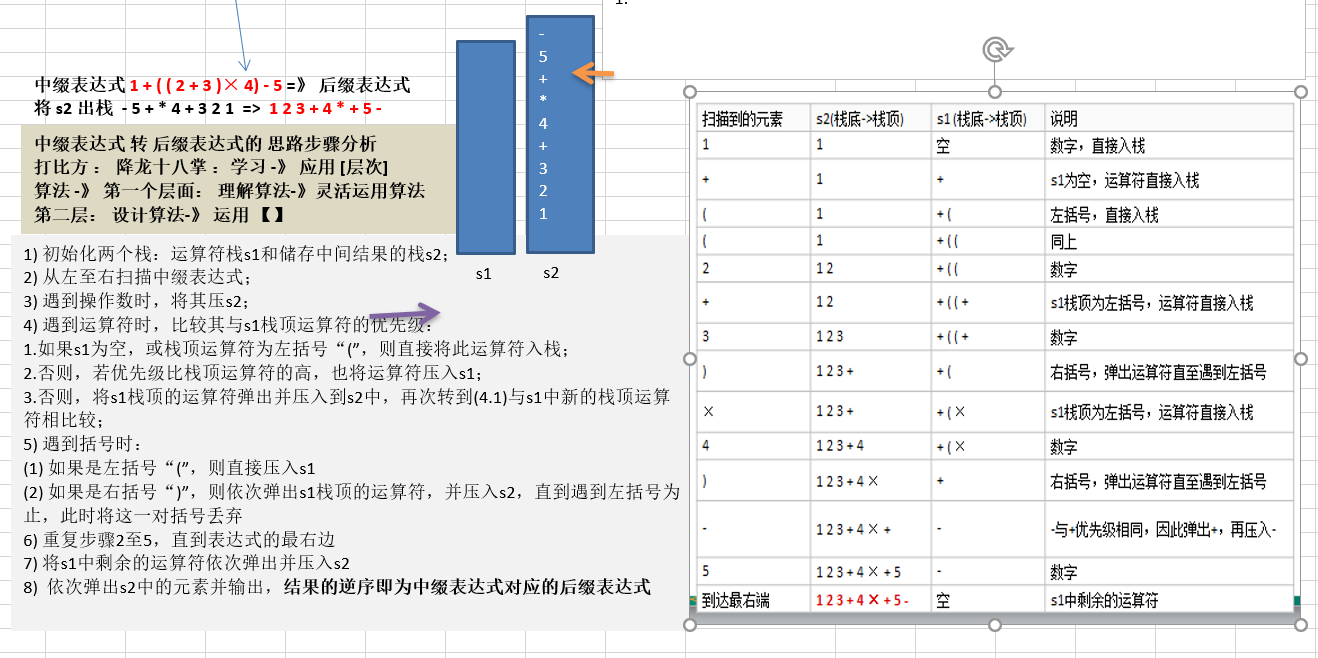 1.
中缀表达式 1 + ( ( 2 + 3 )× 4) - 5 =》 后缀表达式
将 s2 出栈 - 5 + * 4 + 3 2 1 => 1 2 3 + 4 * + 5 -
中缀表达式 转 后缀表达式的 思路步骤分析
打比方： 降龙十八掌 ：学习 -》 应用 [层次]
算法 -》 第一个层面： 理解算法-》灵活运用算法
第二层： 设计算法-》 运用 【 】
1) 初始化两个栈：运算符栈s1和储存中间结果的栈s2；
2) 从左至右扫描中缀表达式；
3) 遇到操作数时，将其压s2；
4) 遇到运算符时，比较其与s1栈顶运算符的优先级：
1.如果s1为空，或栈顶运算符为左括号“(”，则直接将此运算符入栈；
2.否则，若优先级比栈顶运算符的高，也将运算符压入s1；
3.否则，将s1栈顶的运算符弹出并压入到s2中，再次转到(4.1)与s1中新的栈顶运算
符相比较；
5) 遇到括号时：
(1) 如果是左括号“(”，则直接压入s1
(2) 如果是右括号“)”，则依次弹出s1栈顶的运算符，并压入s2，直到遇到左括号为
止，此时将这一对括号丢弃
6) 重复步骤2至5，直到表达式的最右边
7) 将s1中剩余的运算符依次弹出并压入s2
8) 依次弹出s2中的元素并输出，结果的逆序即为中缀表达式对应的后缀表达式
-
5
+
*
4
+
3
2
1
s1 s2
扫描到的元素 s2(栈底->栈顶) s1 (栈底->栈顶) 说明
1 1 空 数字，直接入栈
+ 1 + s1为空，运算符直接入栈
( 1 + ( 左括号，直接入栈
( 1 + ( ( 同上
2 1 2 + ( ( 数字
+ 1 2 + ( ( + s1栈顶为左括号，运算符直接入栈
3 1 2 3 + ( ( + 数字
) 1 2 3 + + ( 右括号，弹出运算符直至遇到左括号
× 1 2 3 + + ( × s1栈顶为左括号，运算符直接入栈
4 1 2 3 + 4 + ( × 数字
) 1 2 3 + 4 × + 右括号，弹出运算符直至遇到左括号
- 1 2 3 + 4 × + - -与+优先级相同，因此弹出+，再压入-
5 1 2 3 + 4 × + 5 - 数字
到达最右端 1 2 3 + 4 × + 5 - 空 s1中剩余的运算符